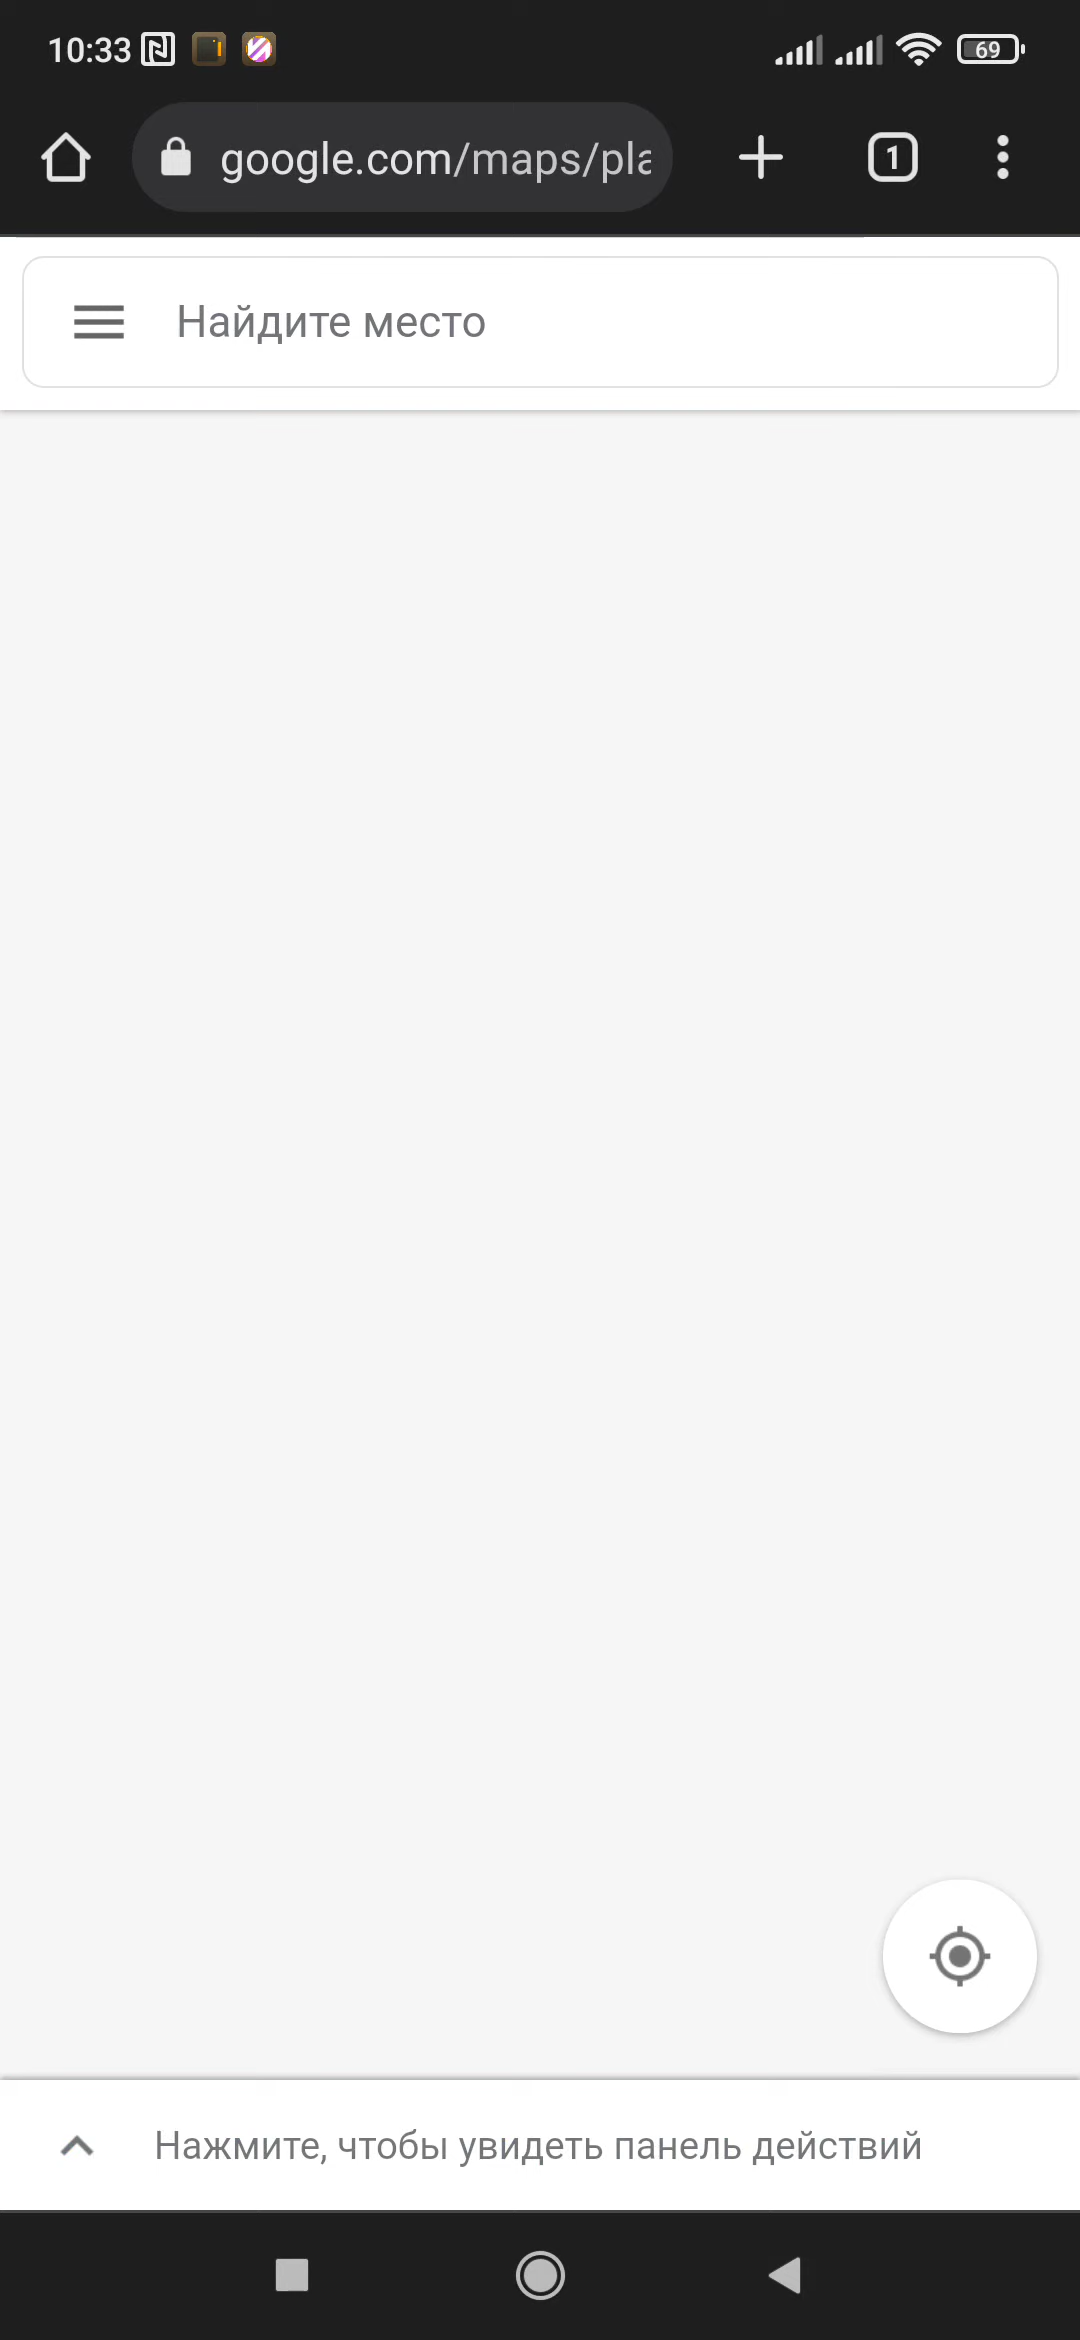 10:33
69
google.com/maps/pla
1
Найдите место
Нажмите, чтобы увидеть панель действий